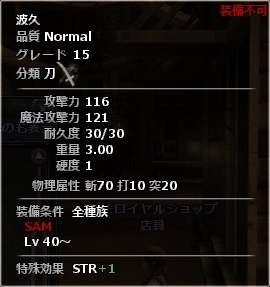 装備不可
波久
品質 Normal
グレード 15
分類 刀
攻撃力 116
魔法攻撃力 121
耐久度 30/30
重量 3.00
硬度 1
物理属性 斬70 打10 突20
装備条件 全種族
ロイヤルショップ
SAM
店員
Lv 40～
特殊効果 STR+1